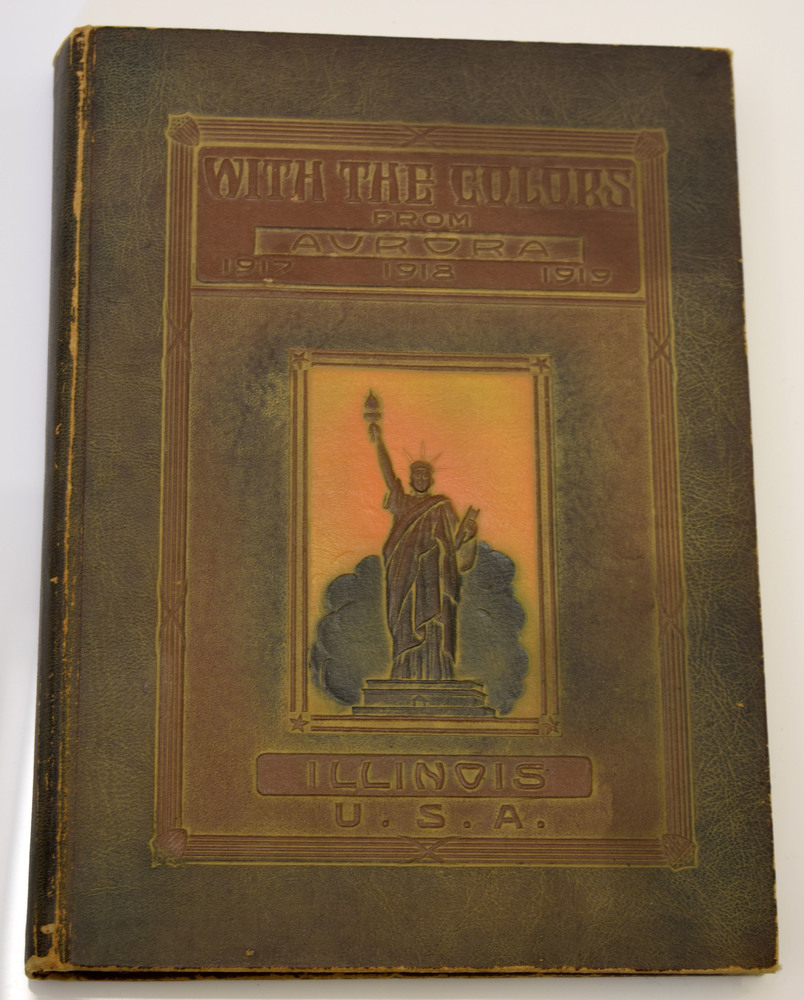 WITH THE COLORS
FROM
AURORA
1917 1918 1919
ILLINOIS
U. S. A.